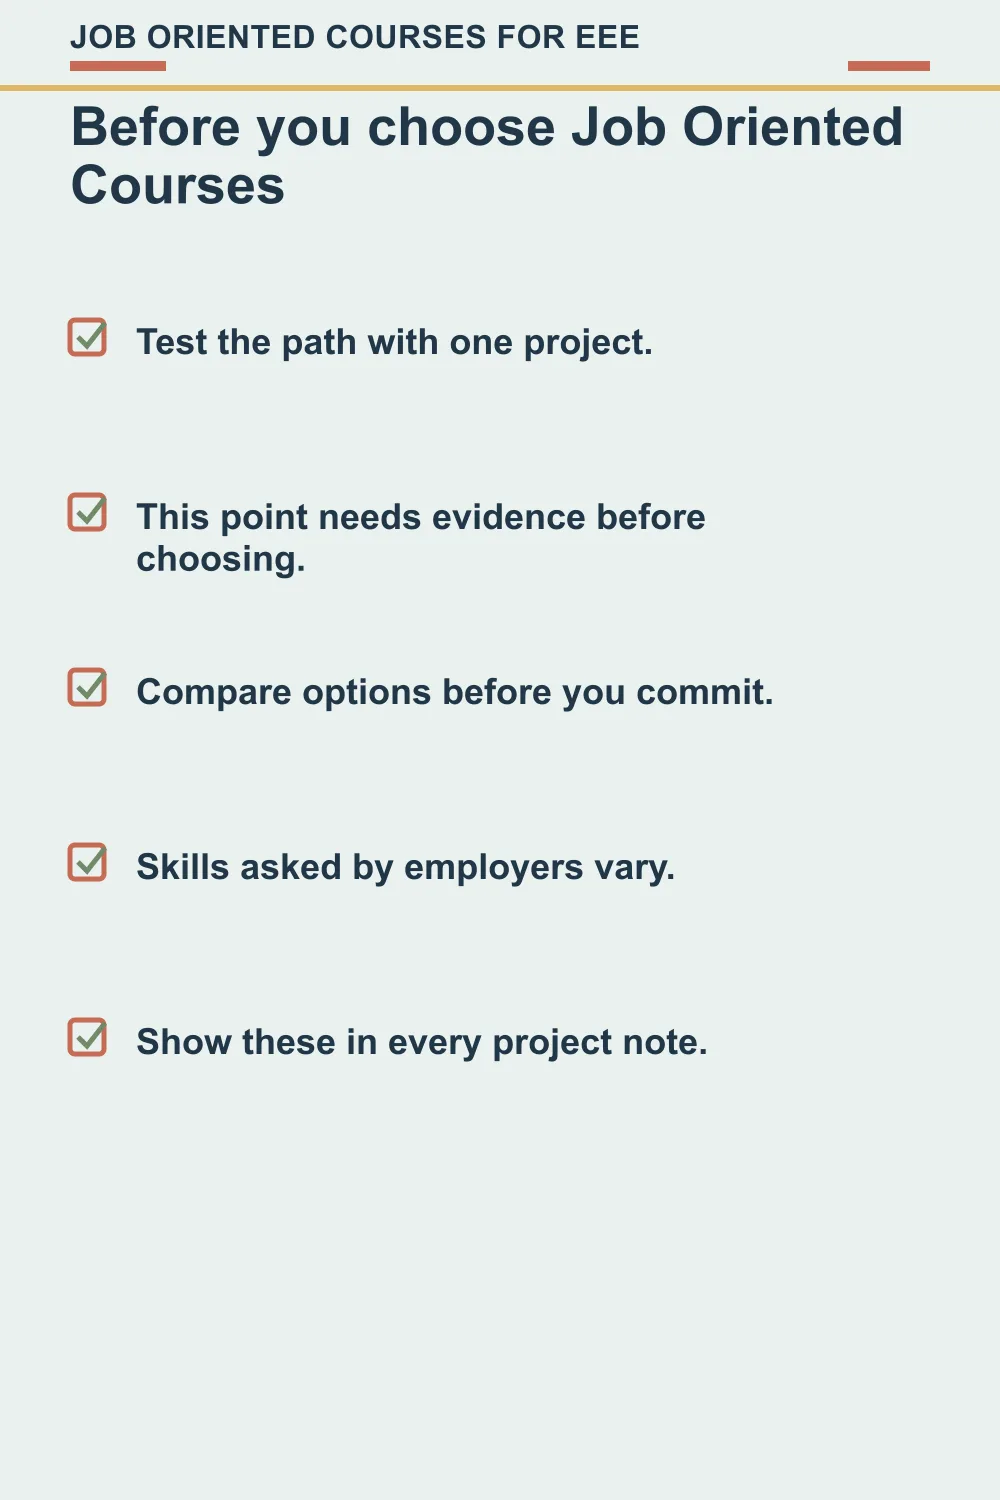 JOB ORIENTED COURSES FOR EEE
Before you choose Job Oriented
Courses
Test the path with one project.
This point needs evidence before
choosing.
Compare options before you commit.
Skills asked by employers vary.
Show these in every project note.